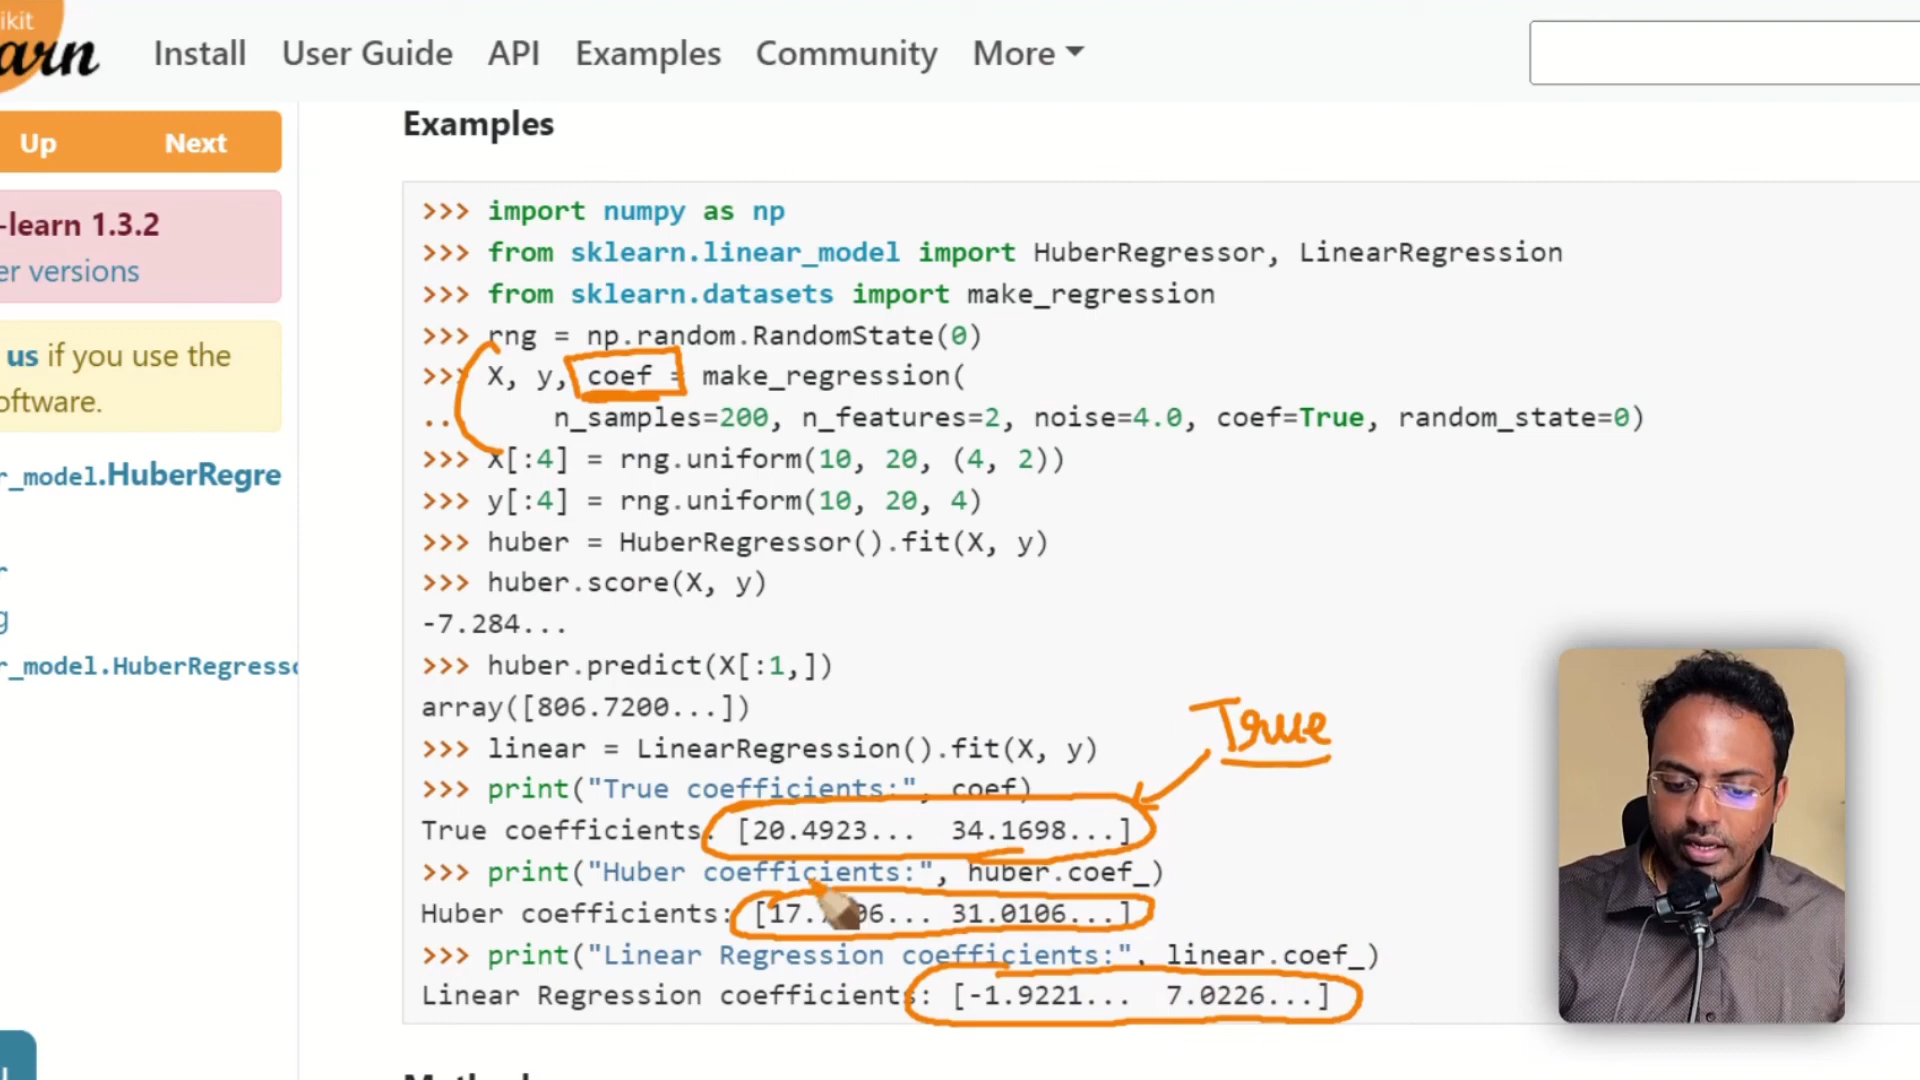 ikit
arn
Install User Guide API Examples Community More
Up Next
-learn 1.3.2
er versions
us if you use the
oftware.
r_model.HuberRegre
r
g
r_model.HuberRegresso
Examples
>>> import numpy as np
>>> from sklearn.linear_model import HuberRegressor, LinearRegression
>>> from sklearn.datasets import make_regression
>>> rng = np.random.RandomState(0)
>>> X, y, coef = make_regression(
.. n_samples=200, n_features=2, noise=4.0, coef=True, random_state=0)
>>> X[:4] = rng.uniform(10, 20, (4, 2))
>>> y[:4] = rng.uniform(10, 20, 4)
>>> huber = HuberRegressor().fit(X, y)
>>> huber.score(X, y)
-7.284...
>>> huber.predict(X[:1,])
array([806.7200...])
>>> linear = LinearRegression().fit(X, y)
True
>>> print("True coefficients:", coef)
True coefficients: [20.4923... 34.1698...]
>>> print("Huber coefficients:", huber.coef_)
Huber coefficients: 31.0106...]
>>> print("Linear Regression coefficients:", linear.coef_)
Linear Regression coefficients: [-1.9221... 7.0226...]